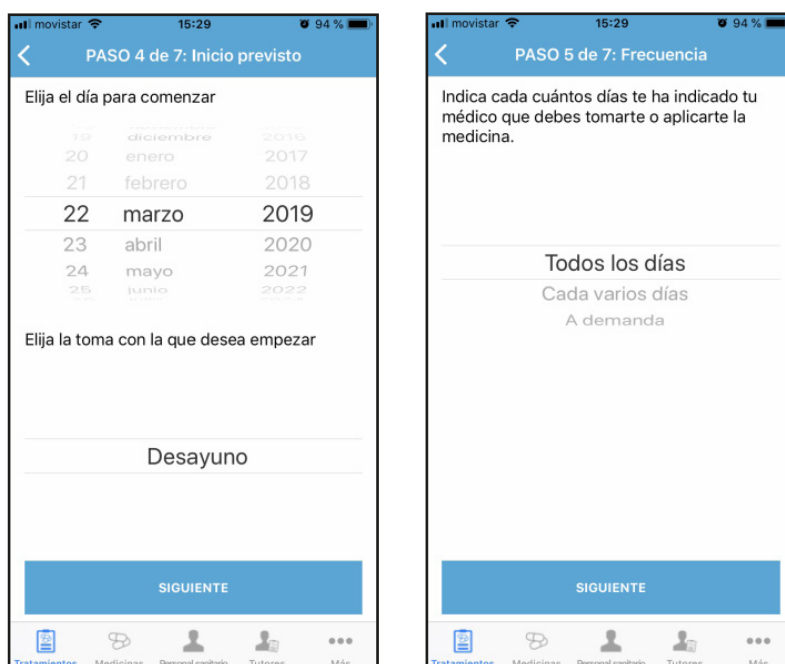 movistar 15:29 94 %
PASO 4 de 7: Inicio previsto
Elija el día para comenzar
19 diciembre 2016
20 enero 2017
21 febrero 2018
22 marzo 2019
23 abril 2020
24 mayo 2021
25 junio 2022
Elija la toma con la que desea empezar
Desayuno
SIGUIENTE
Tratamientos Medicinas Personal sanitario Tutores Más
movistar 15:29 94 %
PASO 5 de 7: Frecuencia
Indica cada cuántos días te ha indicado tu
médico que debes tomarte o aplicarte la
medicina.
Todos los días
Cada varios días
A demanda
SIGUIENTE
Tratamientos Medicinas Personal sanitario Tutores Más